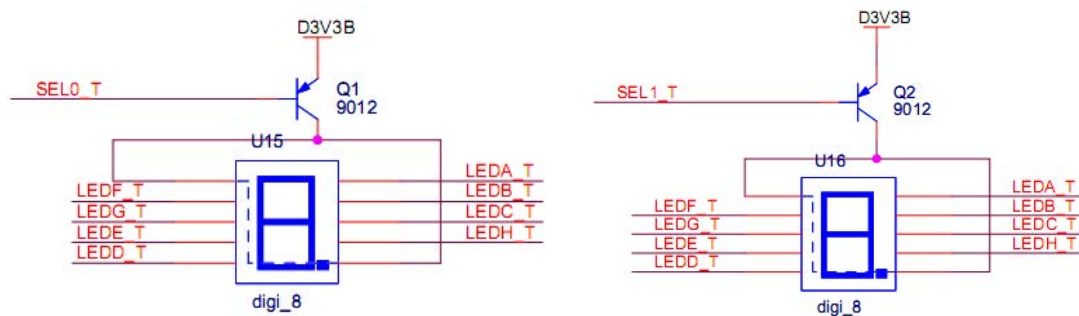 D3V3B
SEL0_T
Q1
9012
U15
LEDF_T
LEDG_T
LEDE_T
LEDD_T
LEDA_T
LEDB_T
LEDC_T
LEDH_T
digi_8
D3V3B
SEL1_T
Q2
9012
U16
LEDF_T
LEDG_T
LEDE_T
LEDD_T
LEDA_T
LEDB_T
LEDC_T
LEDH_T
digi_8